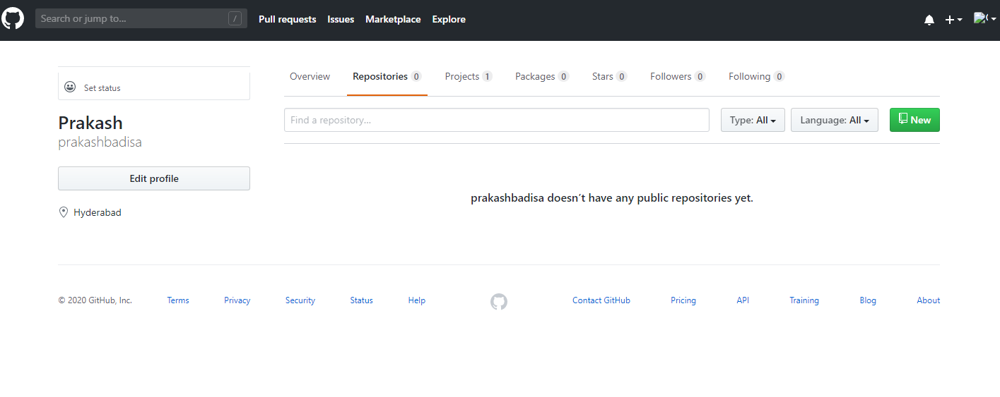 Search or jump to... /
Pull requests Issues Marketplace Explore
Overview Repositories 0 Projects 1 Packages 0 Stars 0 Followers 0 Following 0
Set status
Prakash
prakashbadisa
Edit profile
Hyderabad
Find a repository... Type: All Language: All New
prakashbadisa doesn’t have any public repositories yet.
© 2020 GitHub, Inc. Terms Privacy Security Status Help Contact GitHub Pricing API Training Blog About